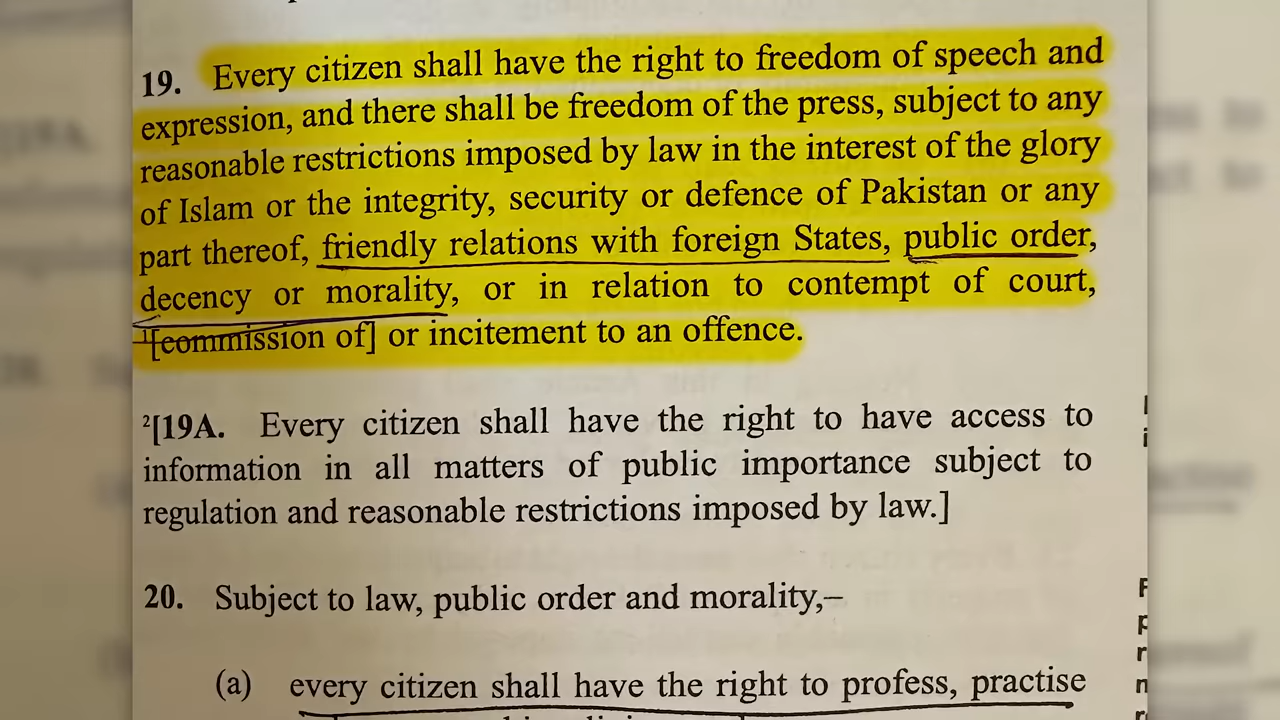 19. Every citizen shall have the right to freedom of speech and
expression, and there shall be freedom of the press, subject to any
reasonable restrictions imposed by law in the interest of the glory
of Islam or the integrity, security or defence of Pakistan or any
part thereof, friendly relations with foreign States, public order,
decency or morality, or in relation to contempt of court,
¹[commission of] or incitement to an offence.
²[19A. Every citizen shall have the right to have access to
information in all matters of public importance subject to
regulation and reasonable restrictions imposed by law.]
20. Subject to law, public order and morality,–
(a) every citizen shall have the right to profess, practise